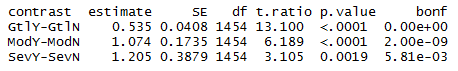 contrast estimate SE df t.ratio p.value bonf
GtlY-GtlN 0.535 0.0408 1454 13.100 <.0001 0.00e+00
ModY-ModN 1.074 0.1735 1454 6.189 <.0001 2.00e-09
SevY-SevN 1.205 0.3879 1454 3.105 0.0019 5.81e-03